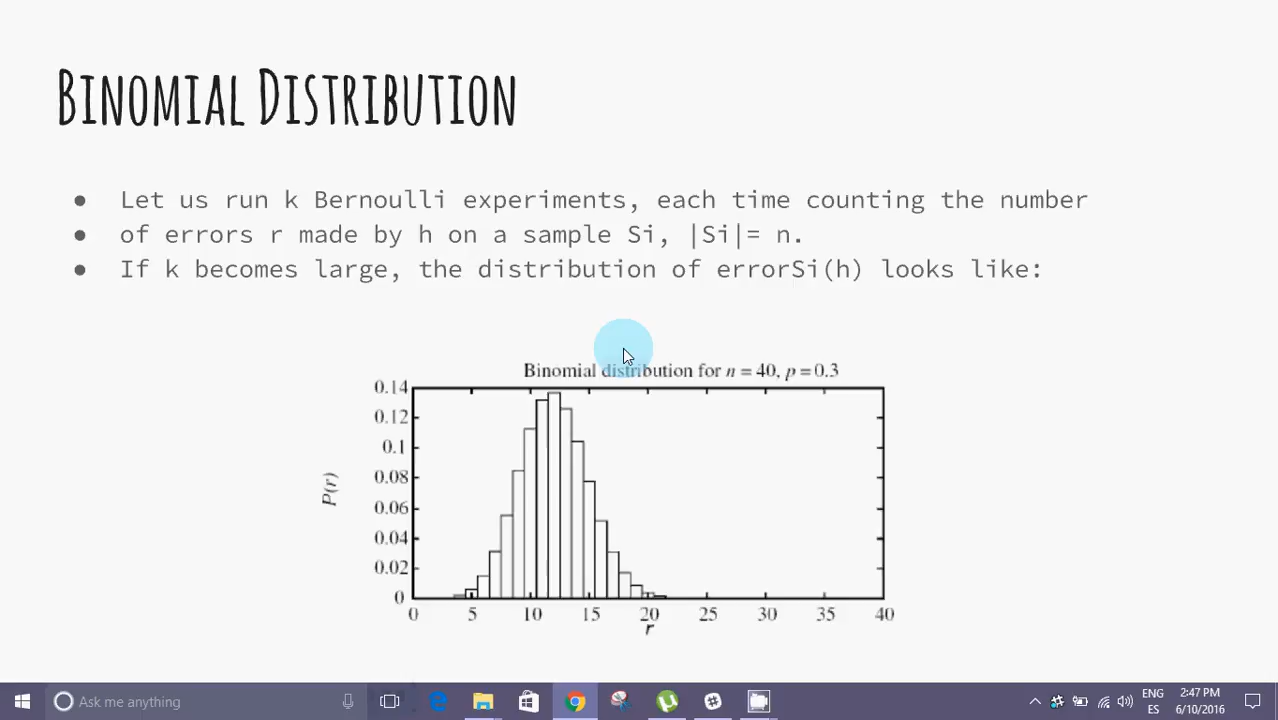 BINOMIAL DISTRIBUTION
● Let us run k Bernoulli experiments, each time counting the number
● of errors r made by h on a sample Si, |Si|= n.
● If k becomes large, the distribution of errorSi(h) looks like:
Binomial distribution for n = 40, p = 0.3
0.14
0.12
0.1
0.08
P(r)
0.06
0.04
0.02
0
0 5 10 15 20 25 30 35 40
r
Ask me anything
ENG 2:47 PM
ES 6/10/2016